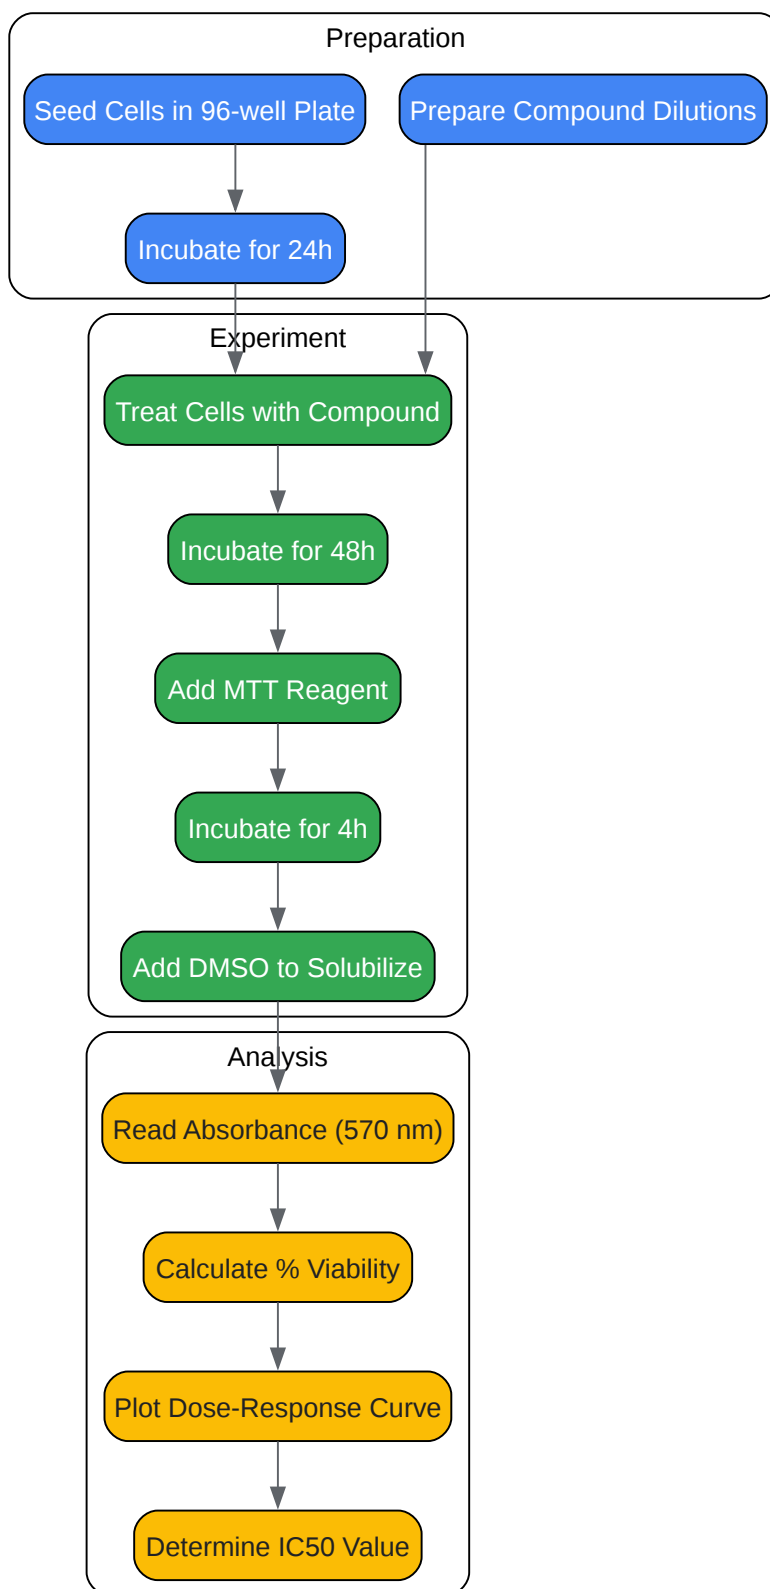 Preparation
Seed Cells in 96-well Plate
Prepare Compound Dilutions
Incubate for 24h
Experiment
Treat Cells with Compound
Incubate for 48h
Add MTT Reagent
Incubate for 4h
Add DMSO to Solubilize
Analysis
Read Absorbance (570 nm)
Calculate % Viability
Plot Dose-Response Curve
Determine IC50 Value